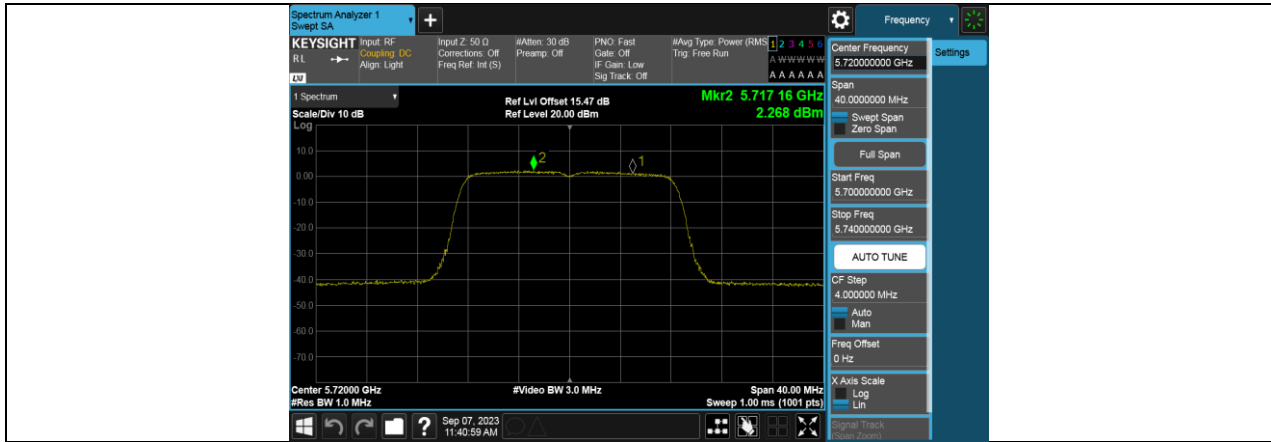 Spectrum Analyzer 1
Swept SA
+
Frequency
KEYSIGHT
RL
LXI
Input: RF
Coupling: DC
Align: Light
Input Z: 50 Ω
Corrections: Off
Freq Ref: Int (S)
#Atten: 30 dB
Preamp: Off
PNO: Fast
Gate: Off
IF Gain: Low
Sig Track: Off
#Avg Type: Power (RMS
Trig: Free Run
1 2 3 4 5 6
A W W W W W
A A A A A A
1 Spectrum
Scale/Div 10 dB
Log
Ref Lvl Offset 15.47 dB
Ref Level 20.00 dBm
Mkr2 5.717 16 GHz
2.268 dBm
10.0
0.00
-10.0
-20.0
-30.0
-40.0
-50.0
-60.0
-70.0
2
1
Center 5.72000 GHz
#Res BW 1.0 MHz
#Video BW 3.0 MHz
Span 40.00 MHz
Sweep 1.00 ms (1001 pts)
?
Sep 07, 2023
11:40:59 AM
Center Frequency
5.720000000 GHz
Settings
Span
40.0000000 MHz
Swept Span
Zero Span
Full Span
Start Freq
5.700000000 GHz
Stop Freq
5.740000000 GHz
AUTO TUNE
CF Step
4.000000 MHz
Auto
Man
Freq Offset
0 Hz
X Axis Scale
Log
Lin
Signal Track
(Span Zoom)